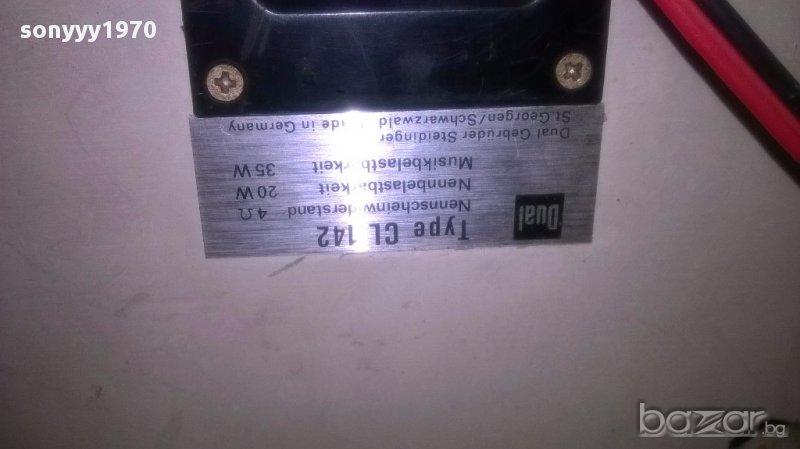 sonyyy1970
Dual
Type CL 142
Nennscheinwiderstand 4Ω
Nennbelastbarkeit 20 W
Musikbelastbarkeit 35 W
Dual Gebrüder Steidinger
St.Georgen/Schwarzwald Made in Germany
bazar.bg